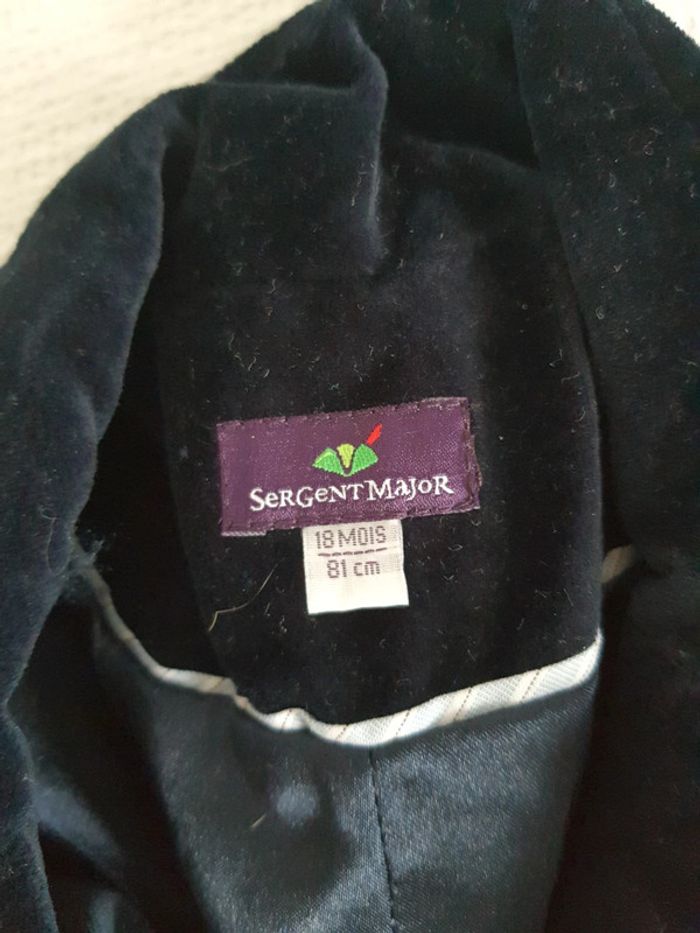 SerGent Major
18 MOIS
81 cm